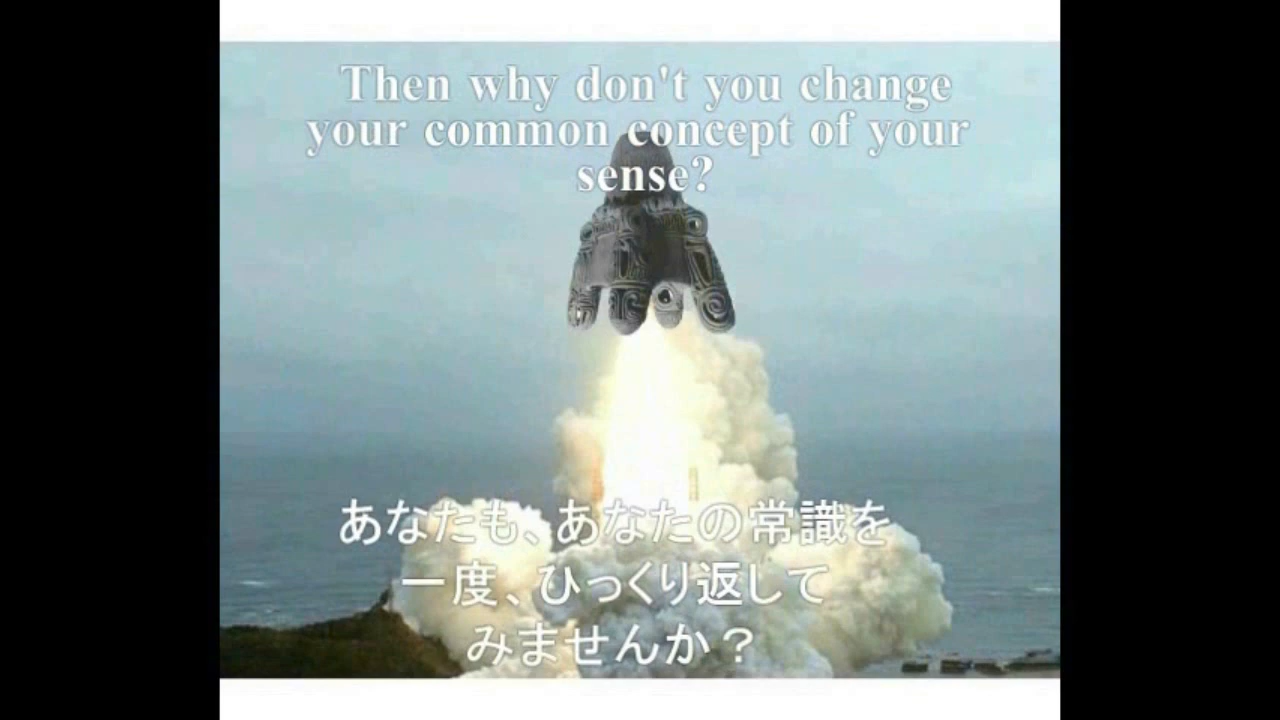 Then why don't you change
your common concept of your
sense?
あなたも、あなたの常識を
一度、ひっくり返して
みませんか？